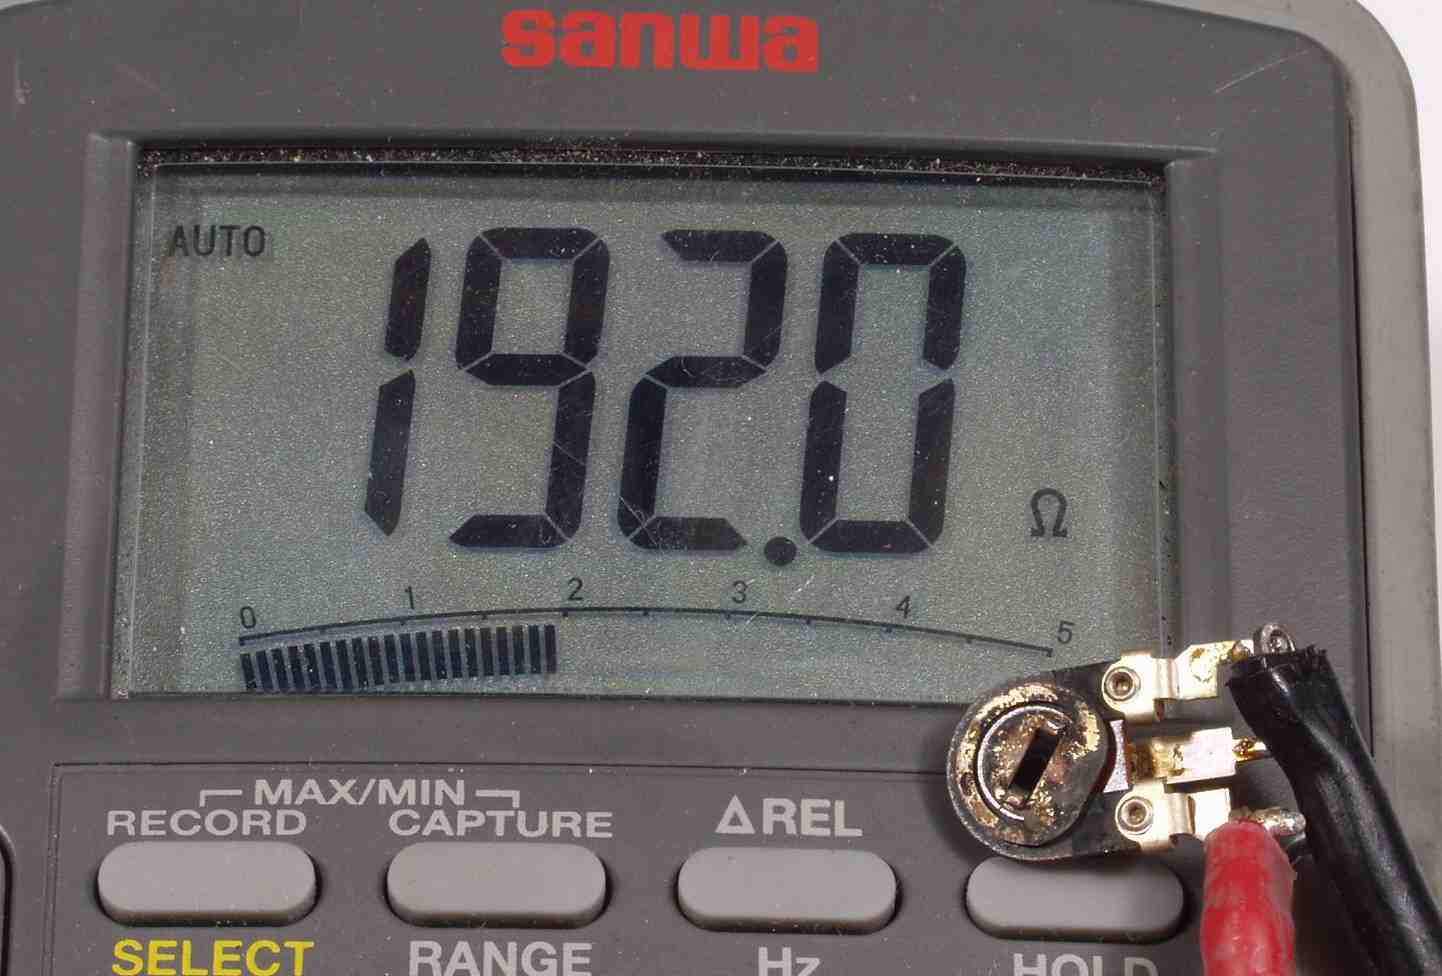 sanwa
AUTO
192.0
Ω
0 1 2 3 4 5
MAX/MIN
RECORD CAPTURE ΔREL
SELECT RANGE Hz HOLD